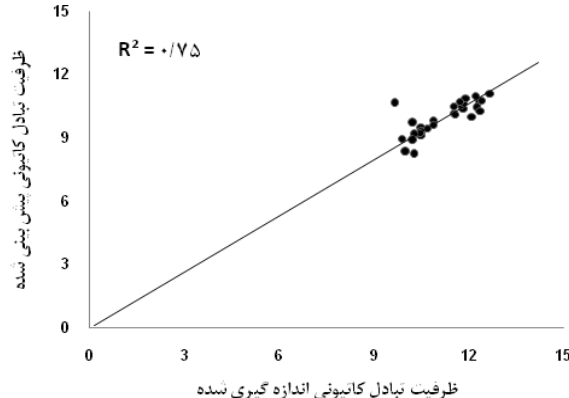 ظرفیت تبادل کاتیونی پیش بینی شده
15
12
9
6
3
0
R² = ۰/۷۵
0 3 6 9 12 15
ظرفیت تبادل کاتیونی اندازه گیری شده